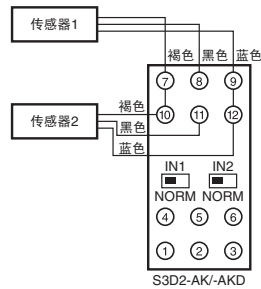 传感器1
褐色 黑色 蓝色
⑦ ⑧ ⑨
传感器2
褐色
⑩ ⑪ ⑫
黑色
蓝色
IN1 IN2
NORM NORM
④ ⑤ ⑥
① ② ③
S3D2-AK/-AKD